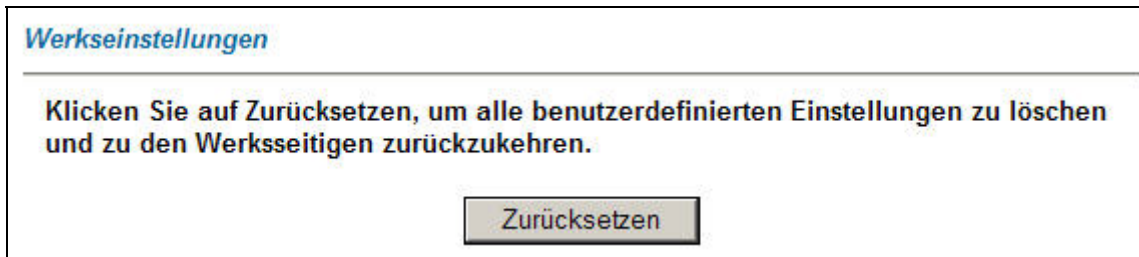 Werkseinstellungen
Klicken Sie auf Zurücksetzen, um alle benutzerdefinierten Einstellungen zu löschen
und zu den Werksseitigen zurückzukehren.
Zurücksetzen